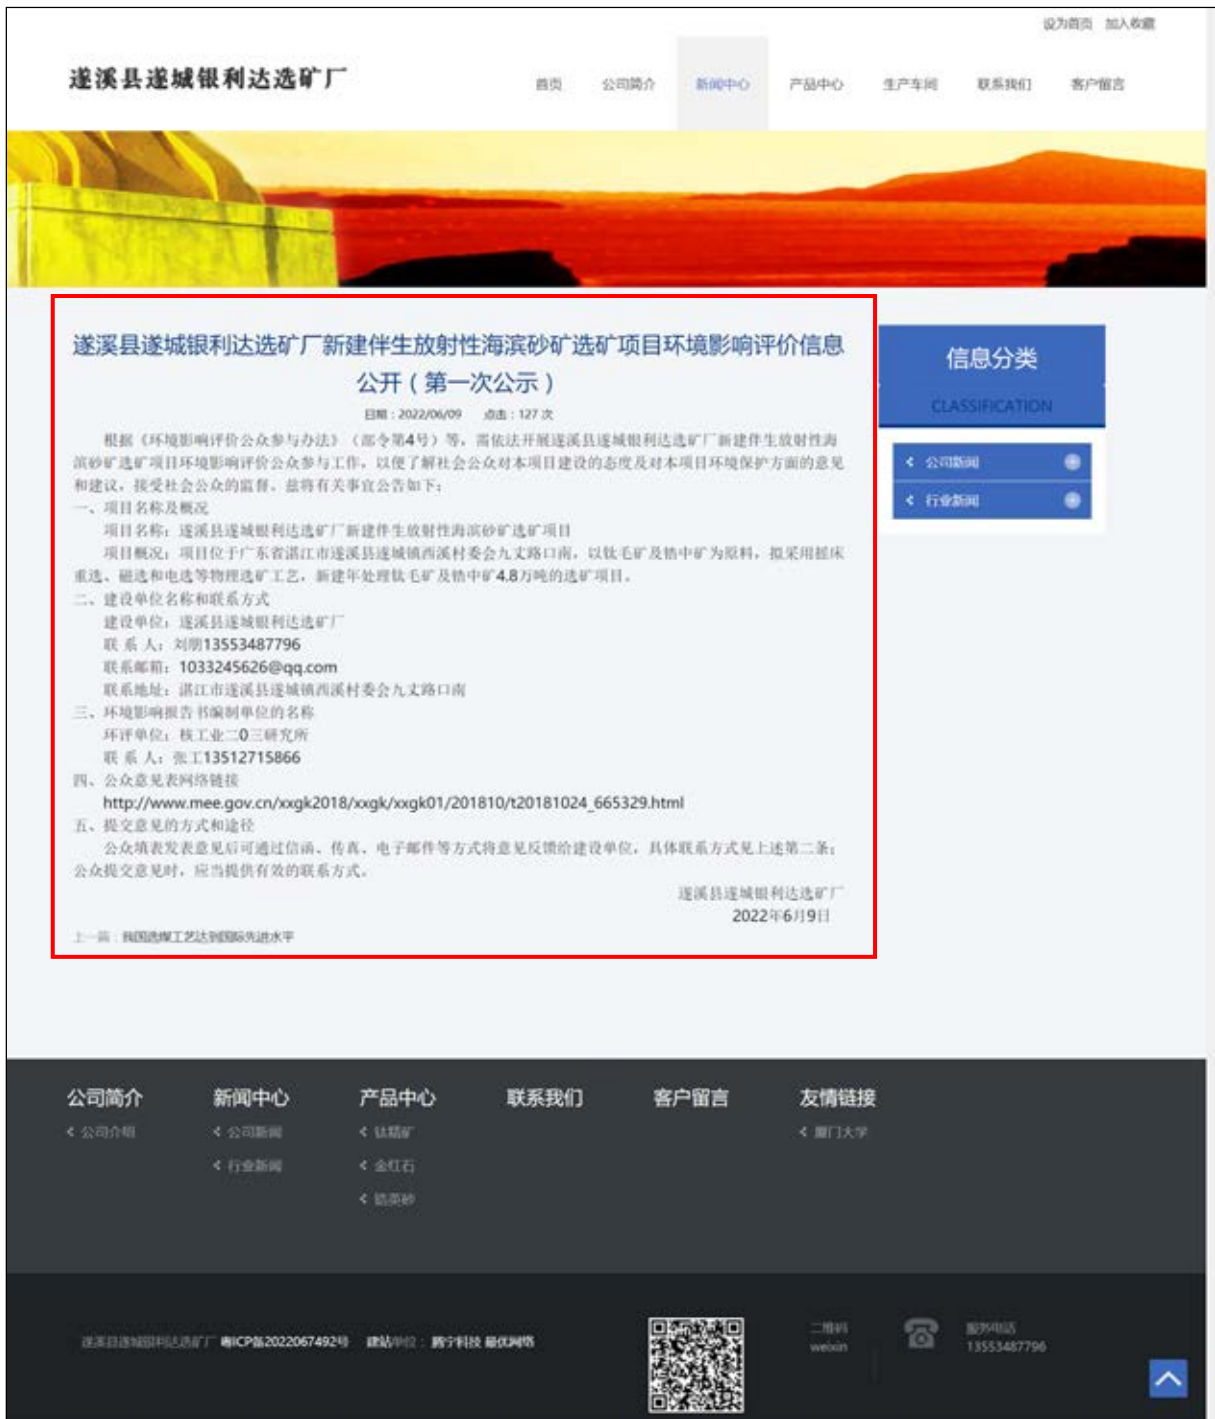 设为首页 加入收藏
遂溪县遂城银利达选矿厂
首页 公司简介 新闻中心 产品中心 生产车间 联系我们 客户留言
遂溪县遂城银利达选矿厂新建伴生放射性海滨砂矿选矿项目环境影响评价信息
公开（第一次公示）
日期：2022/06/09 点击：127 次
根据《环境影响评价公众参与办法》（部令第4号）等，需依法开展遂溪县遂城银利达选矿厂新建伴生放射性海
滨砂矿选矿项目环境影响评价公众参与工作，以便了解社会公众对本项目建设的态度及对本项目环境保护方面的意见
和建议，接受社会公众的监督。兹将有关事宜公告如下：
一、项目名称及概况
项目名称：遂溪县遂城银利达选矿厂新建伴生放射性海滨砂矿选矿项目
项目概况：项目位于广东省湛江市遂溪县遂城镇西溪村委会九丈路口南，以钛毛矿及锆中矿为原料，拟采用摇床
重选、磁选和电选等物理选矿工艺，新建年处理钛毛矿及锆中矿4.8万吨的选矿项目。
二、建设单位名称和联系方式
建设单位：遂溪县遂城银利达选矿厂
联 系 人：刘朋13553487796
联系邮箱：1033245626@qq.com
联系地址：湛江市遂溪县遂城镇西溪村委会九丈路口南
三、环境影响报告书编制单位的名称
环评单位：核工业二0三研究所
联 系 人：张工13512715866
四、公众意见表网络链接
http://www.mee.gov.cn/xxgk2018/xxgk/xxgk01/201810/t20181024_665329.html
五、提交意见的方式和途径
公众填表发表意见后可通过信函、传真、电子邮件等方式将意见反馈给建设单位，具体联系方式见上述第二条；
公众提交意见时，应当提供有效的联系方式。
遂溪县遂城银利达选矿厂
2022年6月9日
上一篇：我国选煤工艺达到国际先进水平
信息分类
CLASSIFICATION
公司新闻
行业新闻
公司简介 新闻中心 产品中心 联系我们 客户留言 友情链接
公司介绍 公司新闻 钛精矿 厦门大学
行业新闻 金红石
锆英砂
遂溪县遂城银利达选矿厂 粤ICP备2022067492号 建站单位：腾宁科技 最优网络
二维码
weixin
服务电话
13553487796